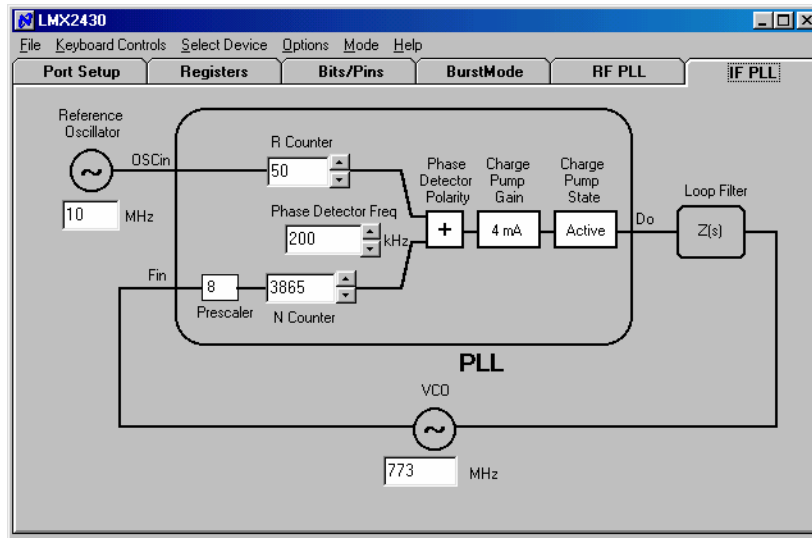 LMX2430
File Keyboard Controls Select Device Options Mode Help
Port Setup Registers Bits/Pins BurstMode RF PLL IF PLL
Reference
Oscillator
OSCin
10 MHz
R Counter
50
Phase Detector Freq
200 kHz
Fin
8
Prescaler
3865
N Counter
Phase
Detector
Polarity
+
Charge
Pump
Gain
4 mA
Charge
Pump
State
Active
Do
Loop Filter
Z(s)
PLL
VCO
~
773 MHz